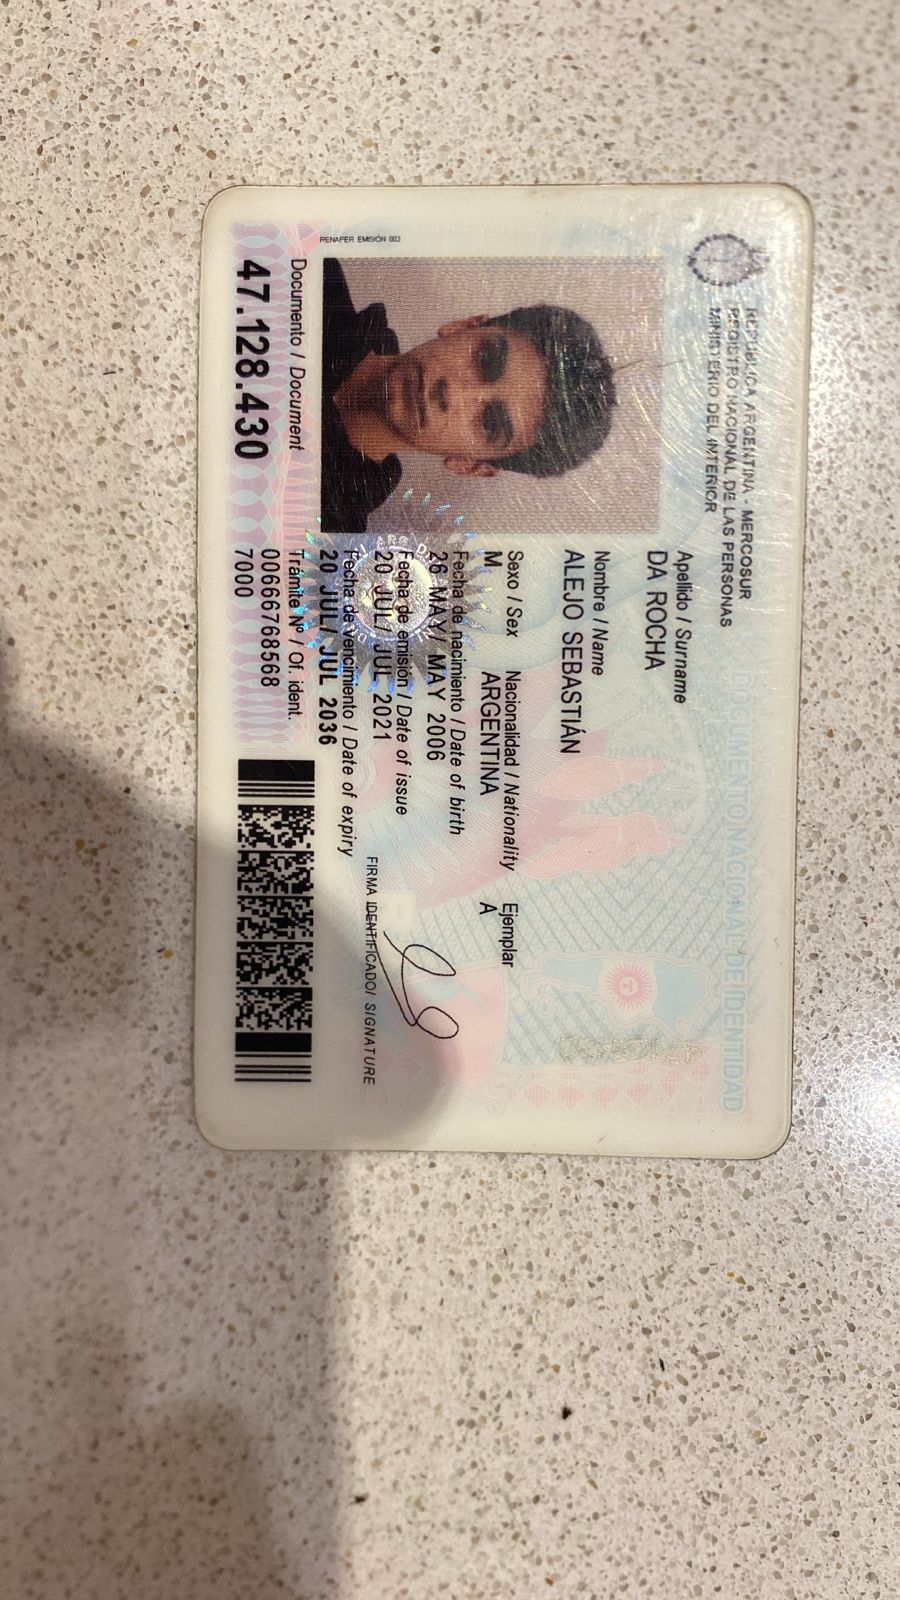 REPÚBLICA ARGENTINA - MERCOSUR
REGISTRO NACIONAL DE LAS PERSONAS
MINISTERIO DEL INTERIOR
DOCUMENTO NACIONAL DE IDENTIDAD
Apellido / Surname
DA ROCHA
Nombre / Name
ALEJO SEBASTIÁN
Sexo / Sex Nacionalidad / Nationality Ejemplar
M ARGENTINA A
Fecha de nacimiento / Date of birth
26 MAY/ MAY 2006
Fecha de emisión / Date of issue
20 JUL/ JUL 2021
Fecha de vencimiento / Date of expiry
20 JUL/ JUL 2036
FIRMA IDENTIFICADO/ SIGNATURE
RENAPER EMISIÓN 002
Documento / Document
47.128.430
Trámite Nº / Of. ident.
00666768568
7000